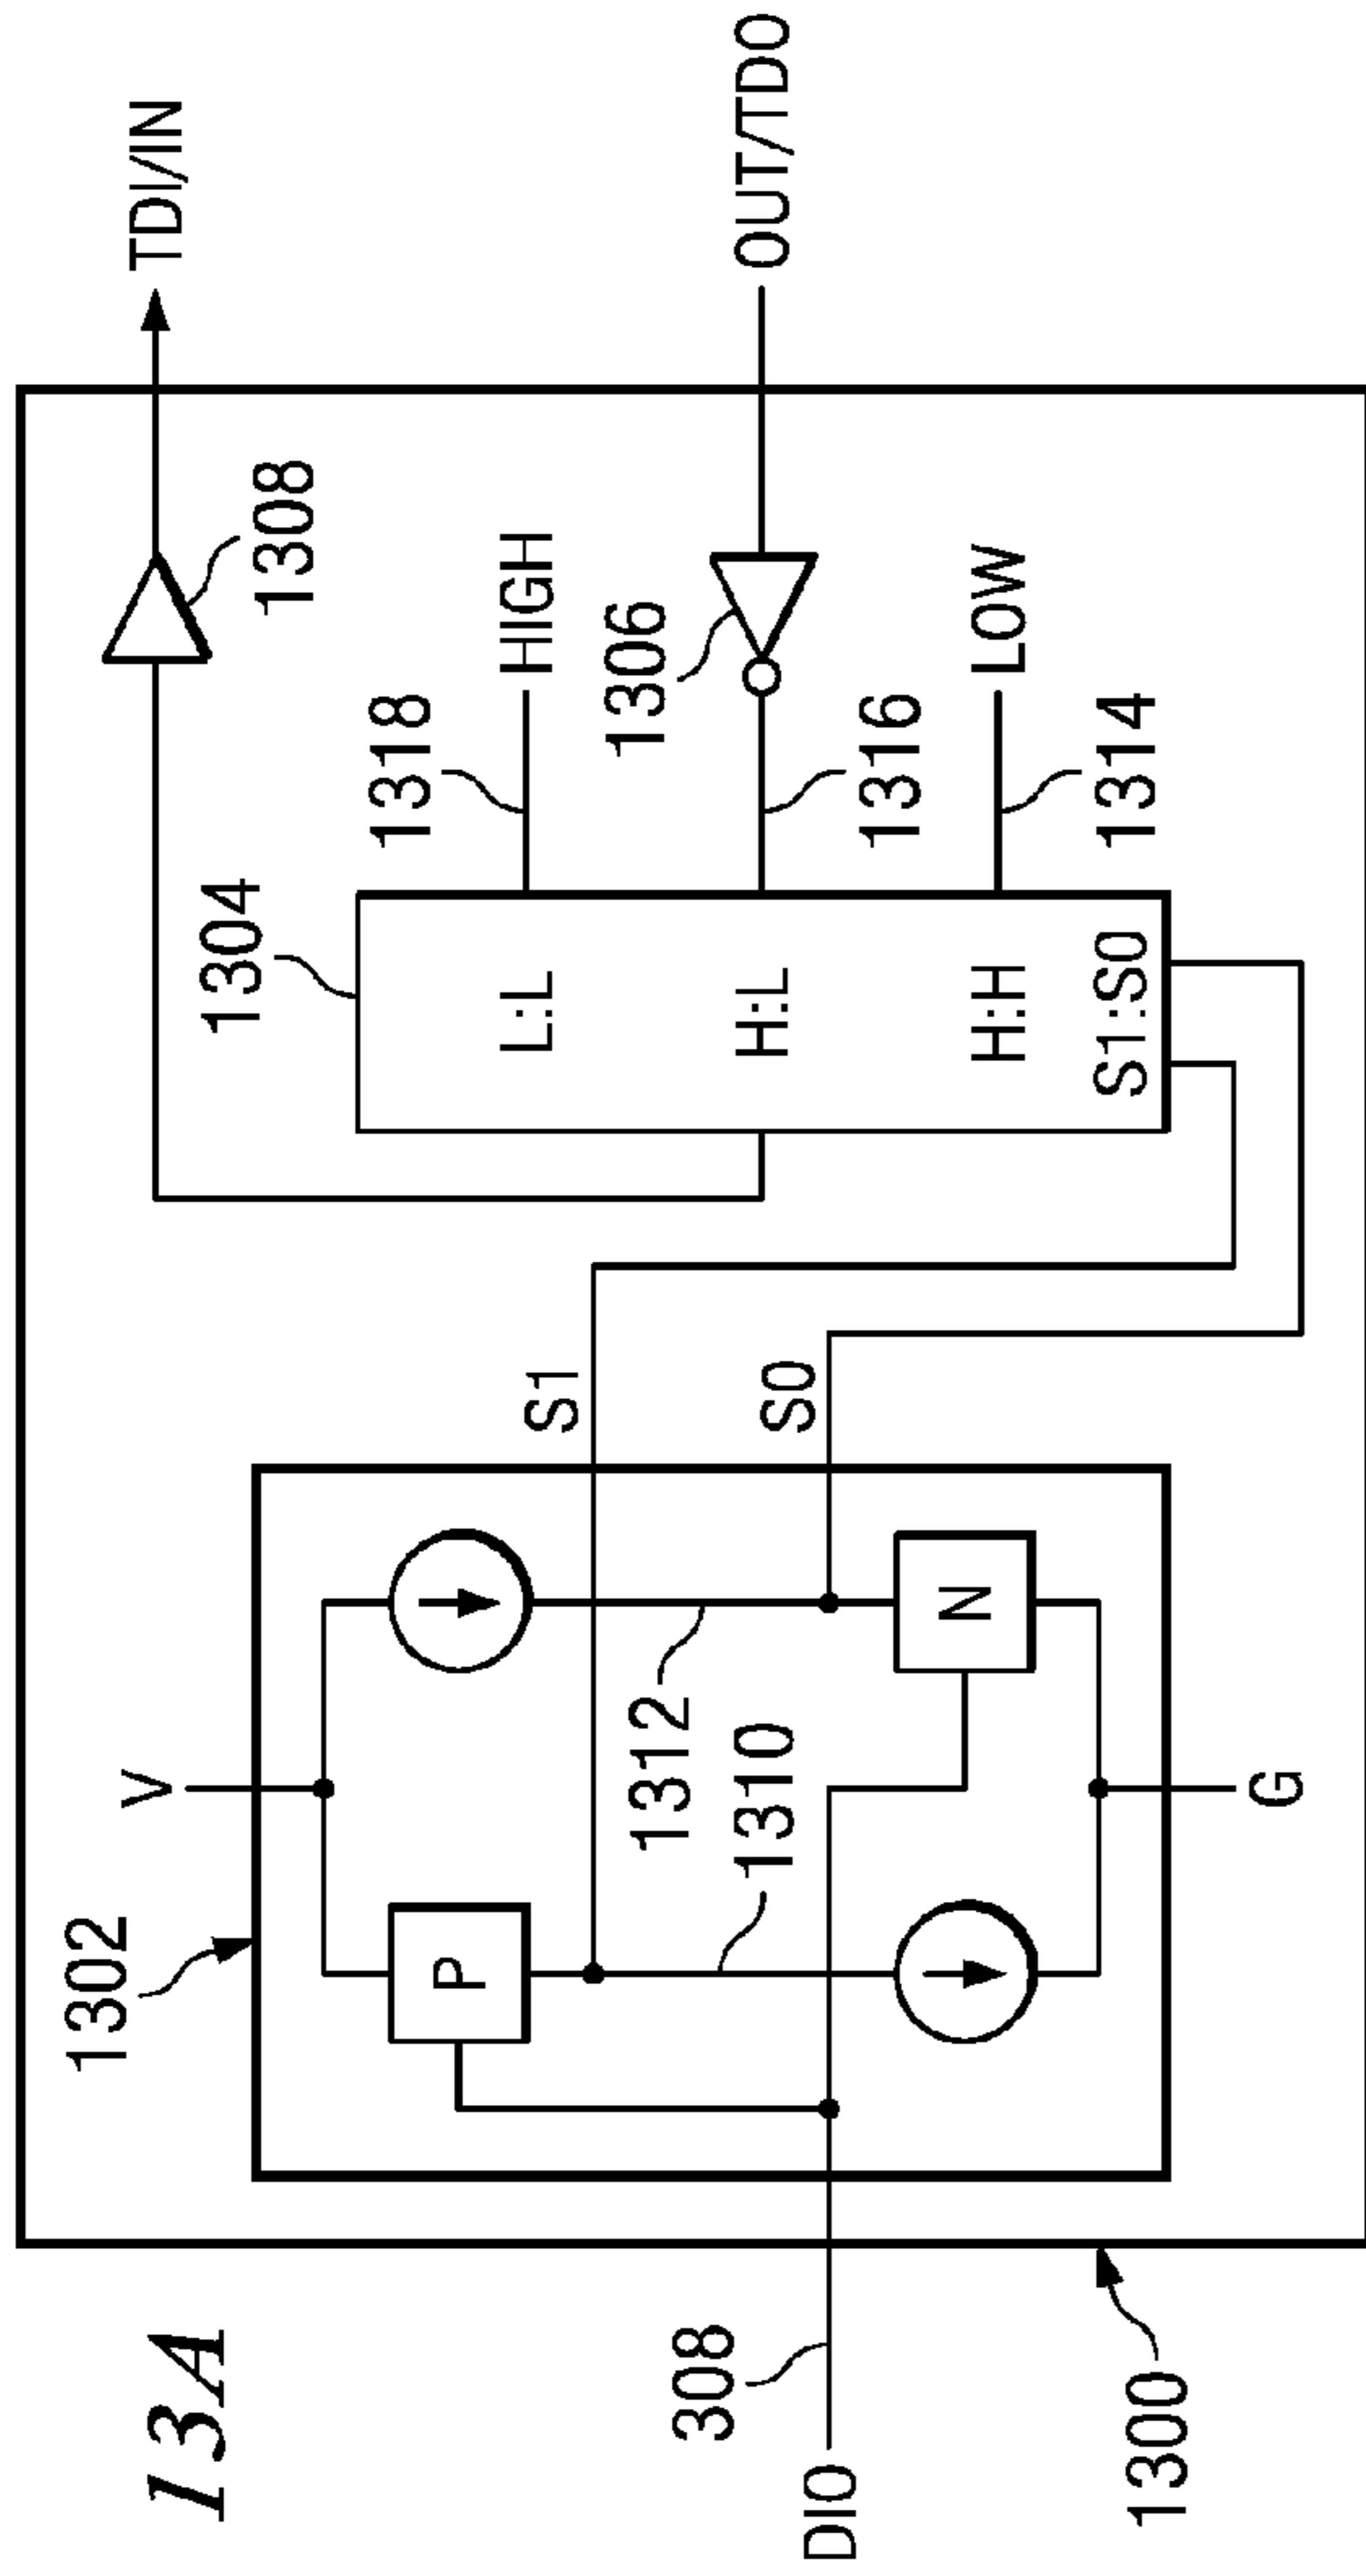 13A
1302
V
P
N
1312
1310
G
S1
S0
308
DIO
1300
1304
L:L
H:L
H:H
S1:S0
1318
HIGH
1306
1316
LOW
1314
1308
TDI/IN
OUT/TDO